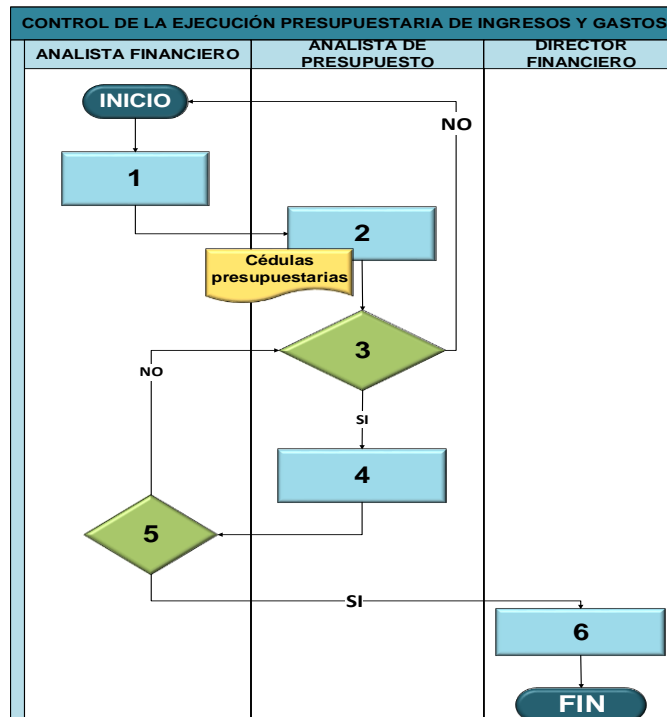 CONTROL DE LA EJECUCIÓN PRESUPUESTARIA DE INGRESOS Y GASTOS
ANALISTA FINANCIERO
ANALISTA DE
PRESUPUESTO
DIRECTOR
FINANCIERO
INICIO
NO
1
2
Cédulas
presupuestarias
3
NO
SI
4
5
SI
6
FIN